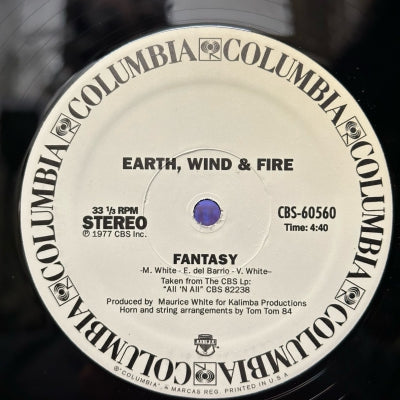 COLUMBIA COLUMBIA COLUMBIA COLUMBIA COLUMBIA COLUMBIA
EARTH, WIND & FIRE
33 ⅓ RPM
STEREO
℗ 1977 CBS Inc.
CBS-60560
Time: 4:40
FANTASY
-M. White - E. del Barrio - V. White-
Taken from The CBS Lp:
"All 'N All" CBS 82238
Produced by Maurice White for Kalimba Productions
Horn and string arrangements by Tom Tom 84
"COLUMBIA", & MARCAS REG. PRINTED IN U.S.A.